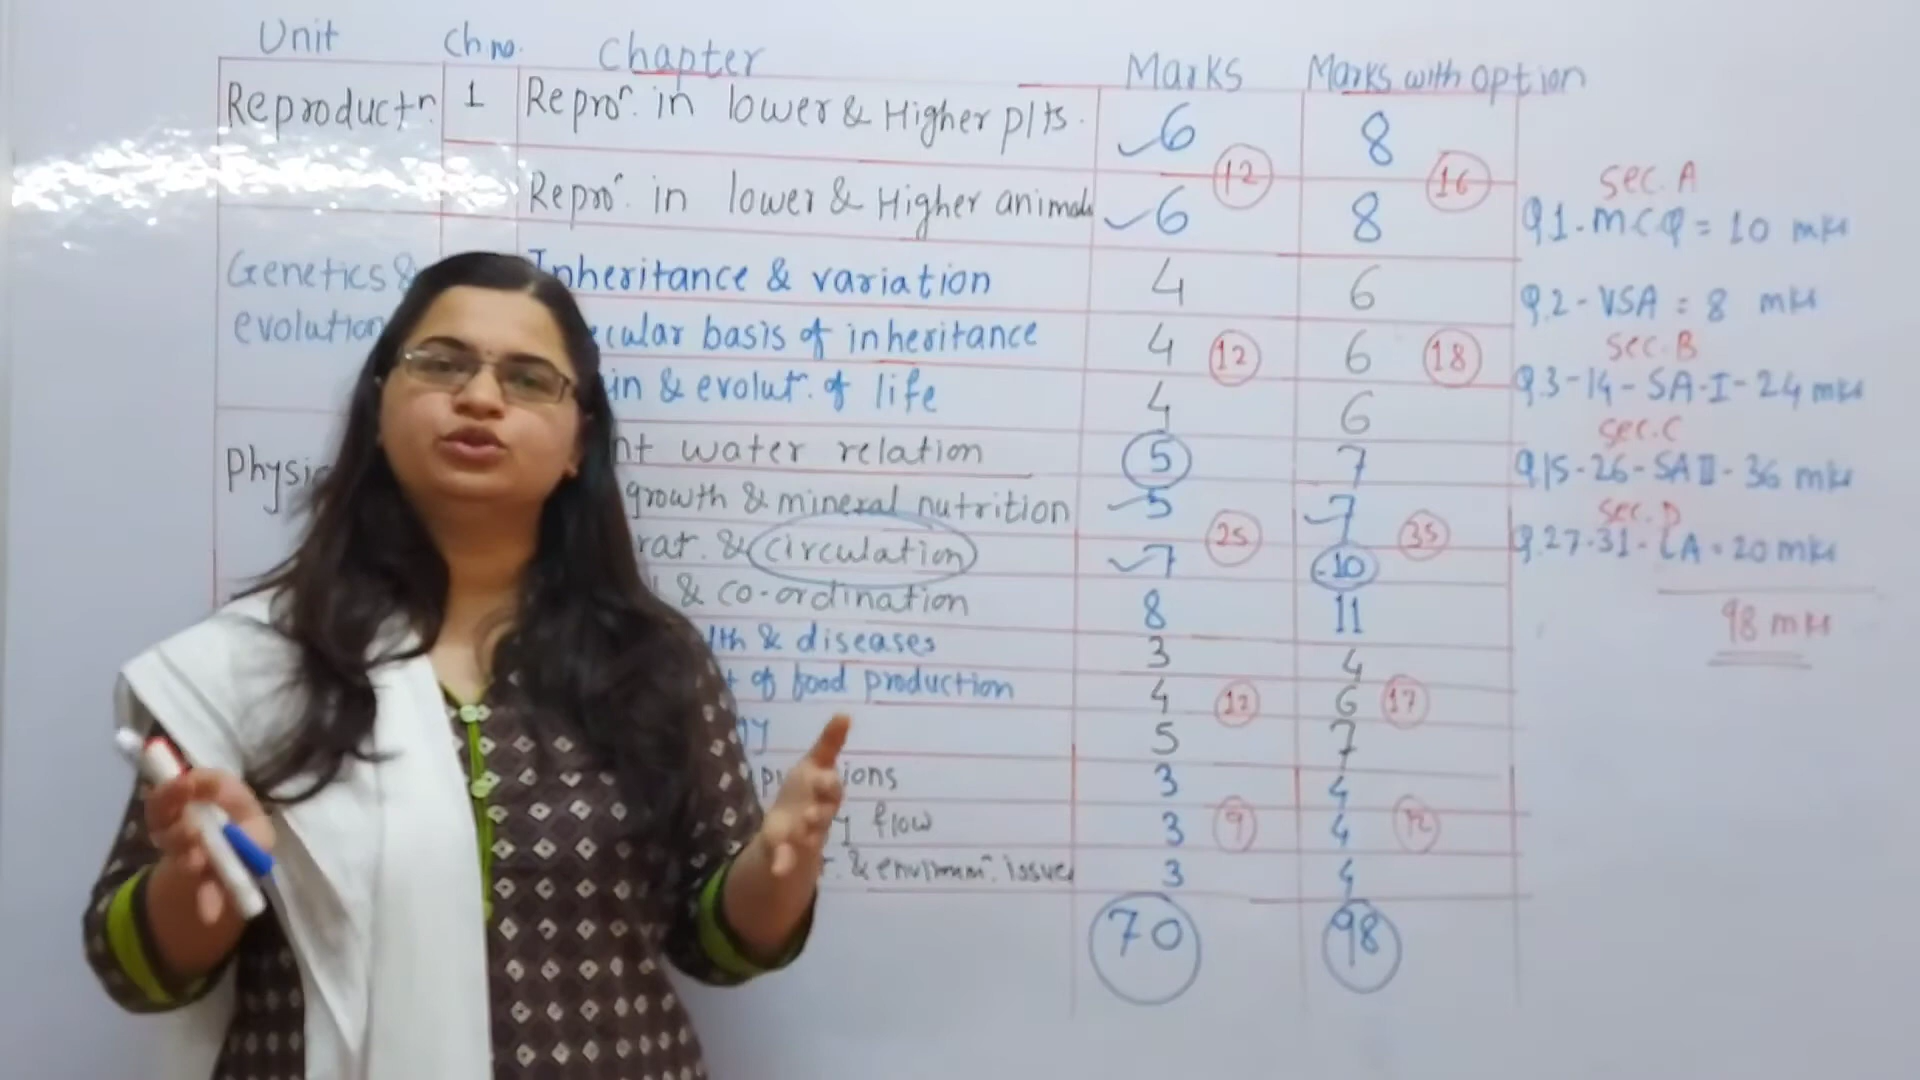 Unit Ch no. Chapter Marks Marks with option
Reproductn. 1 Repron. in lower & Higher plts. 6 8
12 16
Repron. in lower & Higher animals 6 8
Genetics & Inheritance & variation 4 6
evolution cular basis of inheritance 4 12 6 18
in & evolut. of life 4 6
Physi nt water relation 5 7
growth & mineral nutrition 5 7
rat. & circulation 7 25 10 35
& co-ordination 8 11
lth & diseases 3 4
of food production 4 12 6 17
gy 5 7
ions 3 4
y flow 3 9 4 12
& environmn. issue 3 4
70 98
Sec. A
Q1. MCQ = 10 mks
Q.2 - VSA = 8 mks
Sec. B
Q.3-14 - SA-I - 24 mks
Sec. C
Q15-26 - SA II - 36 mks
Sec. D
Q.27-31 - LA - 20 mks
98 mks